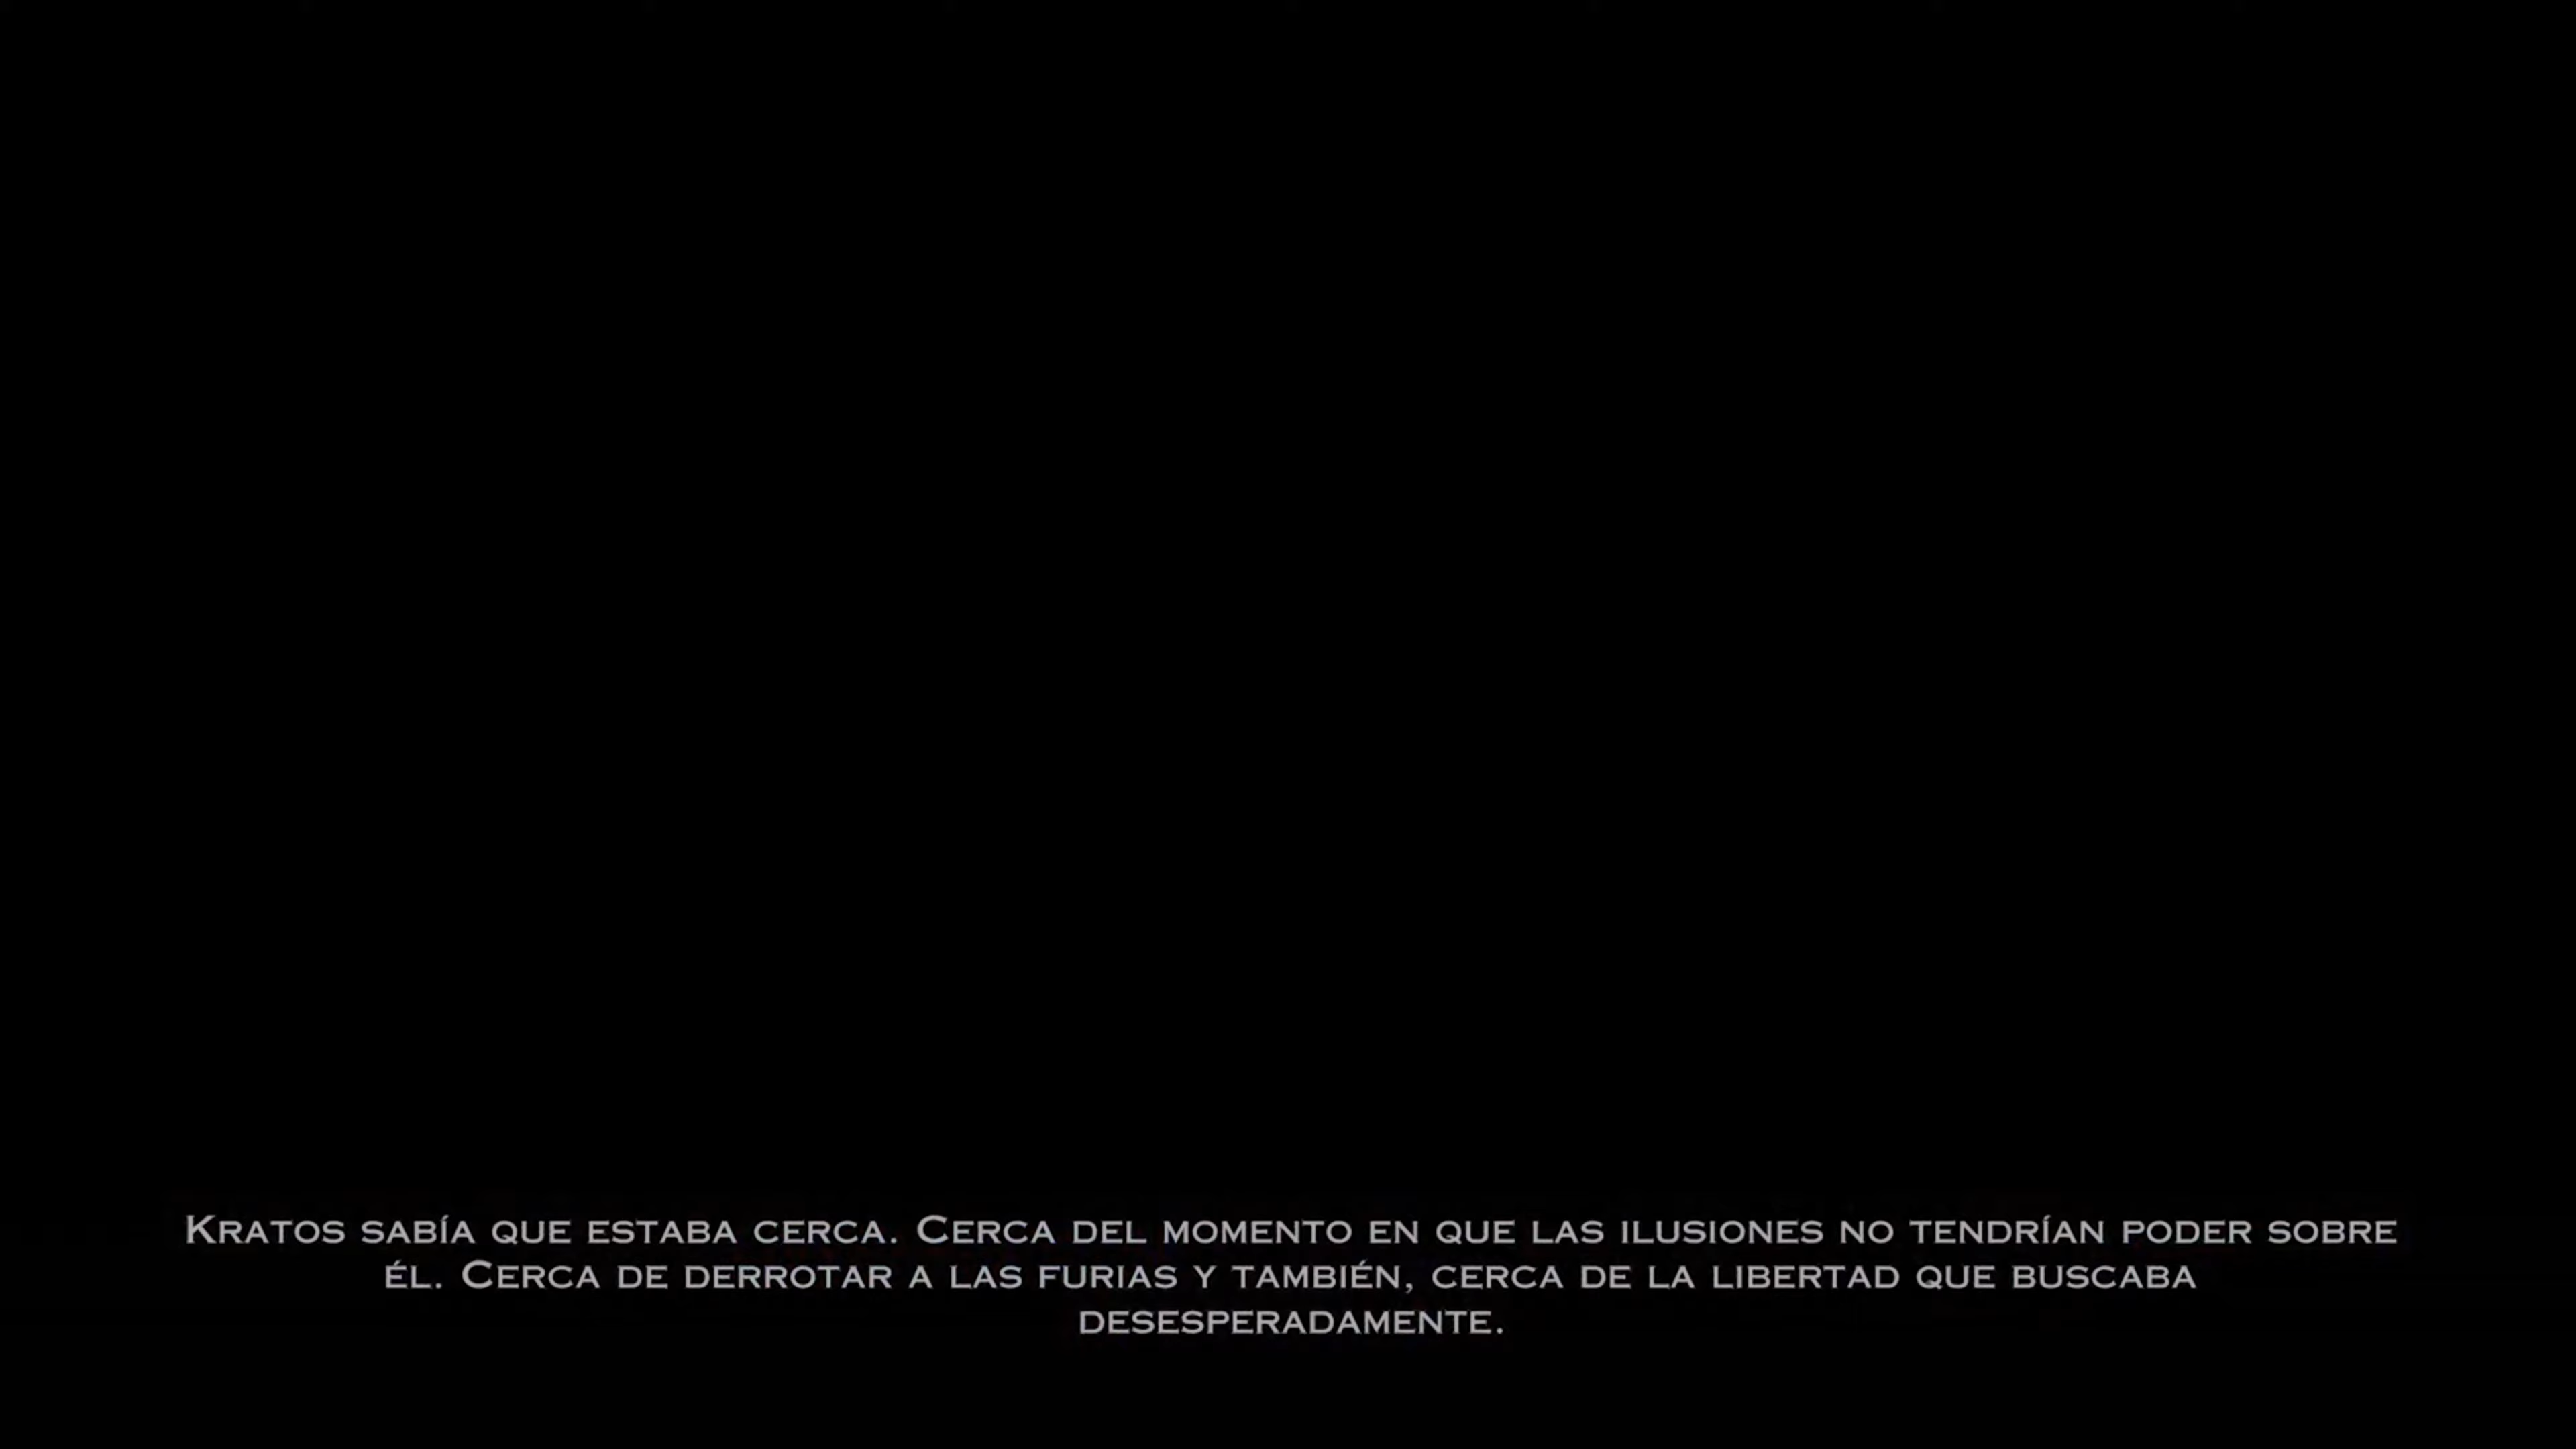 Kratos sabía que estaba cerca. Cerca del momento en que las ilusiones no tendrían poder sobre
él. Cerca de derrotar a las furias y también, cerca de la libertad que buscaba
desesperadamente.